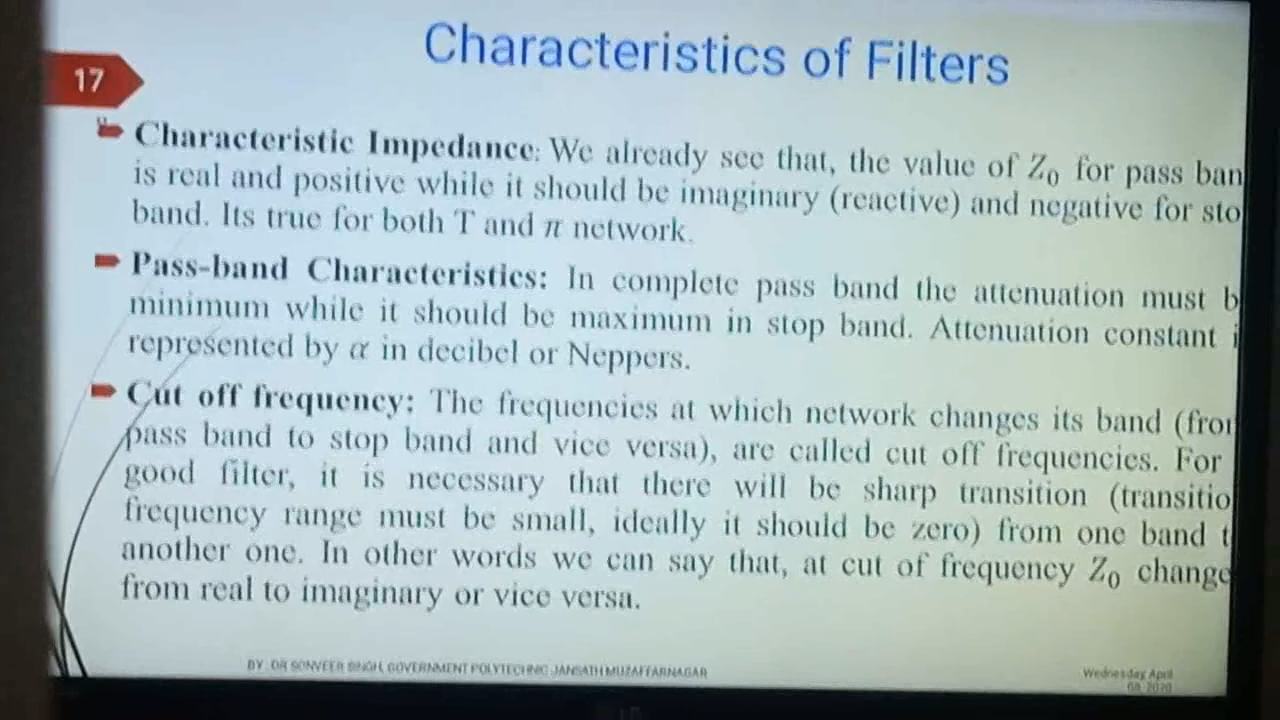 Characteristics of Filters
17
Characteristic Impedance: We already see that, the value of Z₀ for pass ban
is real and positive while it should be imaginary (reactive) and negative for sto
band. Its true for both T and π network.
Pass-band Characteristics: In complete pass band the attenuation must b
minimum while it should be maximum in stop band. Attenuation constant i
represented by α in decibel or Neppers.
Cut off frequency: The frequencies at which network changes its band (fror
pass band to stop band and vice versa), are called cut off frequencies. For
good filter, it is necessary that there will be sharp transition (transitio
frequency range must be small, ideally it should be zero) from one band t
another one. In other words we can say that, at cut of frequency Z₀ change
from real to imaginary or vice versa.
BY: DR SONVEER SINGH, GOVERNMENT POLYTECHNIC JANSATH MUZAFFARNAGAR
Wednesday April
2020